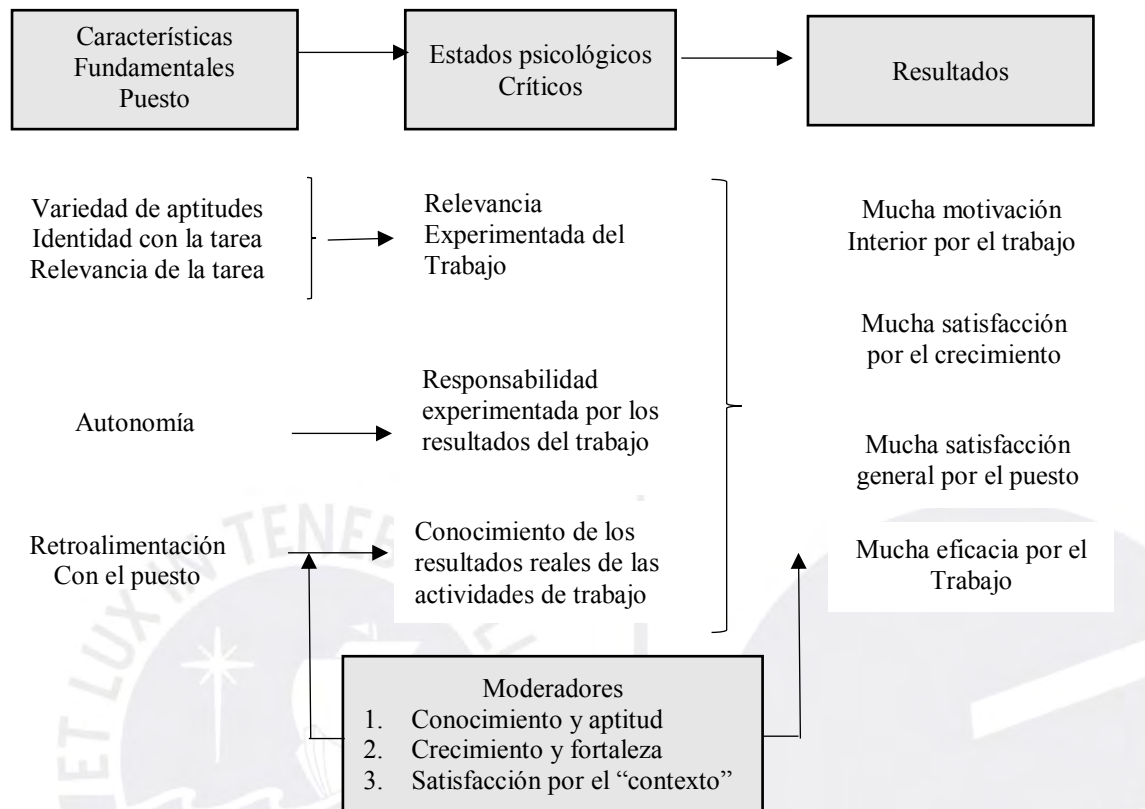 Características
Fundamentales
Puesto
Estados psicológicos
Críticos
Resultados
Variedad de aptitudes
Identidad con la tarea
Relevancia de la tarea
Relevancia
Experimentada del
Trabajo
Mucha motivación
Interior por el trabajo
Mucha satisfacción
por el crecimiento
Autonomía
Responsabilidad
experimentada por los
resultados del trabajo
Mucha satisfacción
general por el puesto
Retroalimentación
Con el puesto
Conocimiento de los
resultados reales de las
actividades de trabajo
Mucha eficacia por el
Trabajo
Moderadores
1. Conocimiento y aptitud
2. Crecimiento y fortaleza
3. Satisfacción por el “contexto”
ET LUX IN TENE